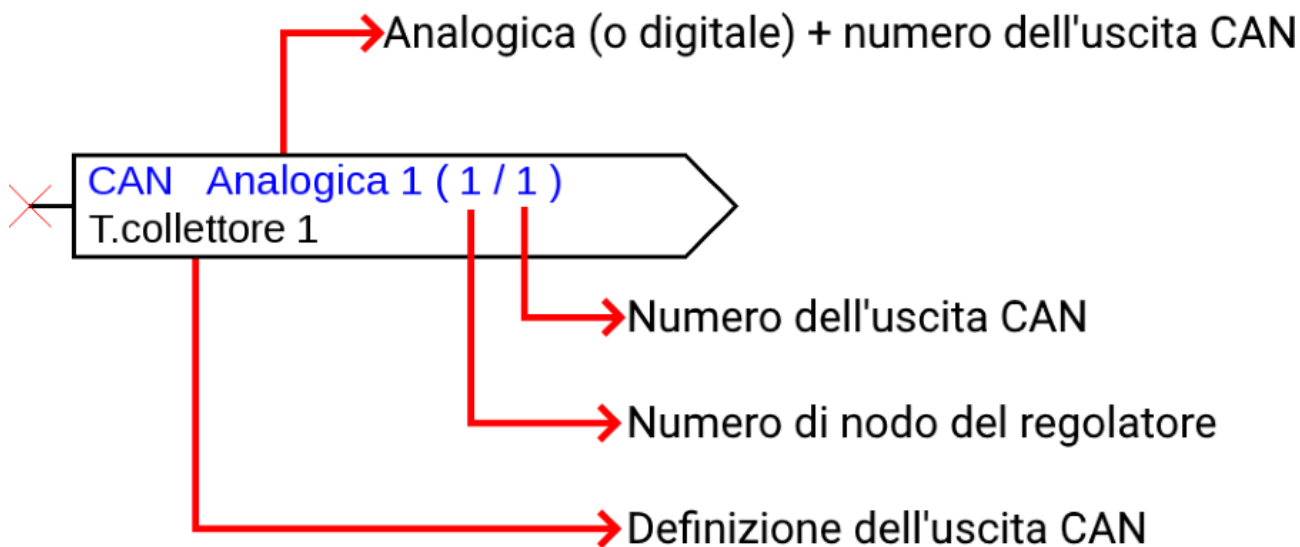 Analogica (o digitale) + numero dell'uscita CAN
CAN Analogica 1 ( 1 / 1 )
T.collettore 1
Numero dell'uscita CAN
Numero di nodo del regolatore
Definizione dell'uscita CAN